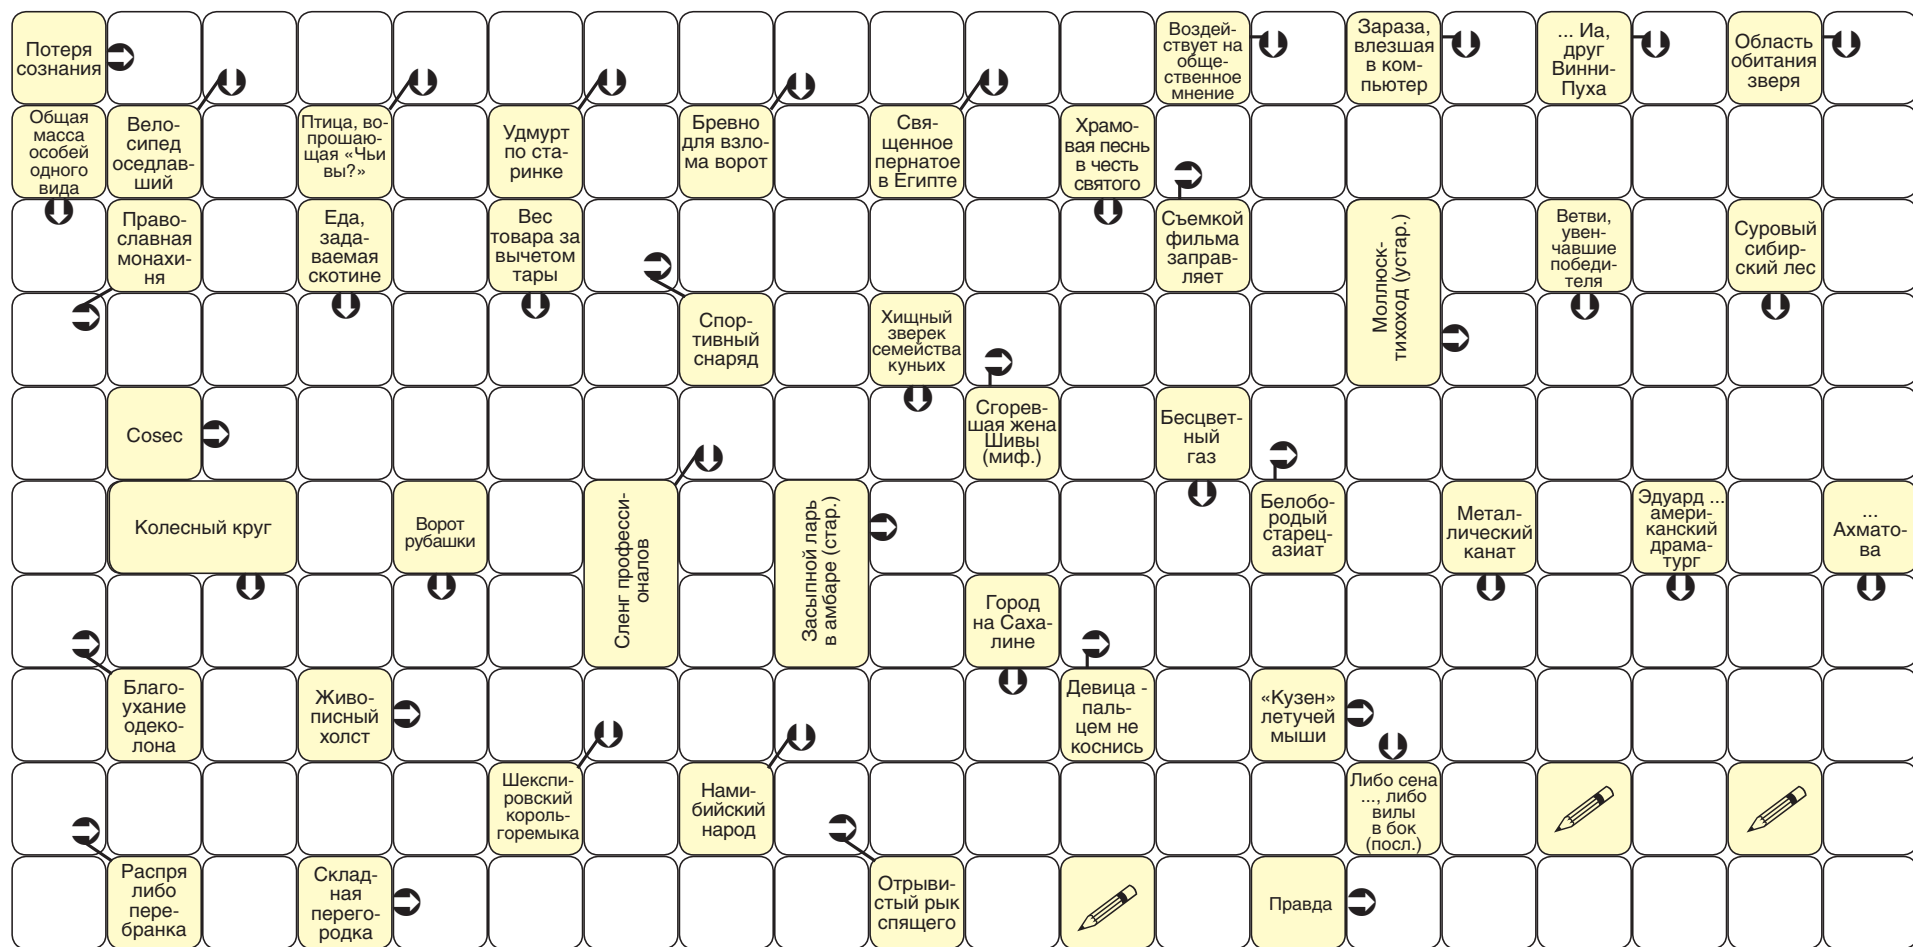 Потеря
сознания
Воздей-
ствует на
обще-
ственное
мнение
Зараза,
влезшая
в ком-
пьютер
... Иа,
друг
Винни-
Пуха
Область
обитания
зверя
Общая
масса
особей
одного
вида
Вело-
сипед
оседлав-
ший
Птица, во-
прошаю-
щая «Чьи
вы?»
Удмурт
по ста-
ринке
Бревно
для взло-
ма ворот
Свя-
щенное
пернатое
в Египте
Храмо-
вая песнь
в честь
святого
Право-
славная
монахи-
ня
Еда,
зада-
ваемая
скотине
Вес
товара за
вычетом
тары
Съемкой
фильма
заправ-
ляет
Моллюск-
тихоход (устар.)
Ветви,
увен-
чавшие
победи-
теля
Суровый
сибир-
ский лес
Спор-
тивный
снаряд
Хищный
зверек
семейства
куньих
Cosec
Сгорев-
шая жена
Шивы
(миф.)
Бесцвет-
ный
газ
Колесный круг
Ворот
рубашки
Сленг професси-
оналов
Засыпной ларь
в амбаре (стар.)
Белобо-
родый
старец-
азиат
Метал-
лический
канат
Эдуард ...
амери-
канский
драма-
тург
...
Ахмато-
ва
Город
на Саха-
лине
Благо-
ухание
одеко-
лона
Живо-
писный
холст
Девица -
паль-
цем не
коснись
«Кузен»
летучей
мыши
Шекспи-
ровский
король-
горемыка
Нами-
бийский
народ
Либо сена
..., либо
вилы
в бок
(посл.)
Распря
либо
пере-
бранка
Склад-
ная
перего-
родка
Отрыви-
стый рык
спящего
Правда